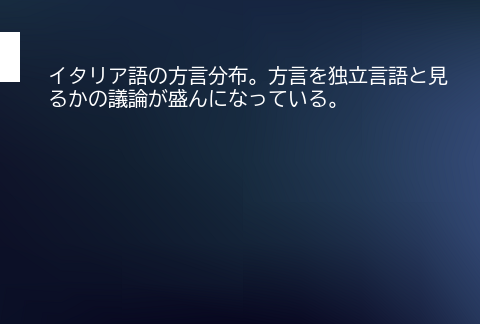 イタリア語の方言分布。方言を独立言語と見
るかの議論が盛んになっている。